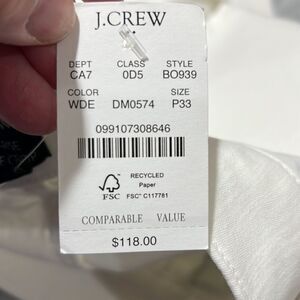 J.CREW
DEPT CLASS STYLE
CA7 0D5 BO939
COLOR SIZE
WDE DM0574 P33
099107308646
RECYCLED
Paper
FSC FSC™ C117781
COMPARABLE VALUE
$118.00